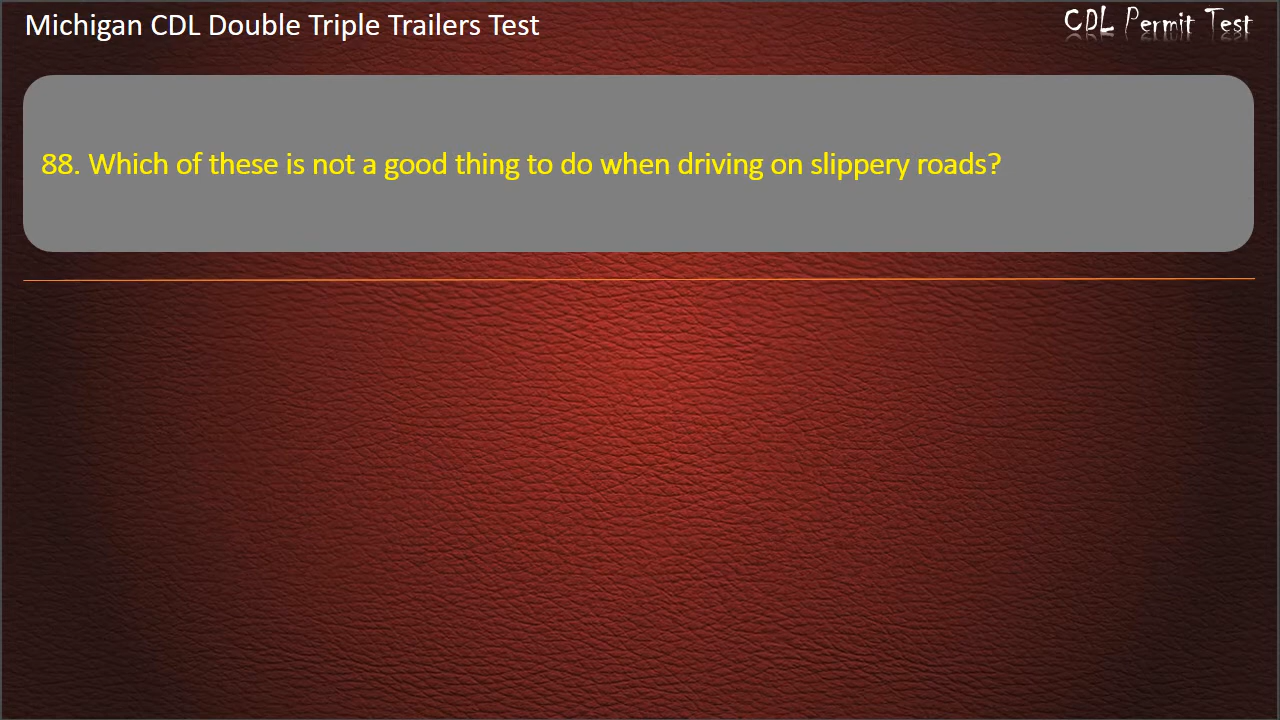 Michigan CDL Double Triple Trailers Test
CDL Permit Test
88. Which of these is not a good thing to do when driving on slippery roads?